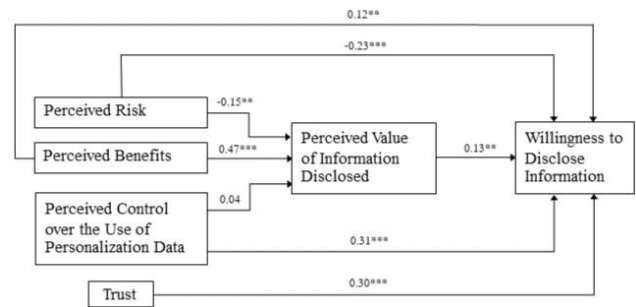 0.12**
-0.23***
Perceived Risk
-0.15**
Perceived Benefits
0.47***
Perceived Value
of Information
Disclosed
0.13**
Willingness to
Disclose
Information
Perceived Control
over the Use of
Personalization Data
0.04
0.31***
Trust
0.30***